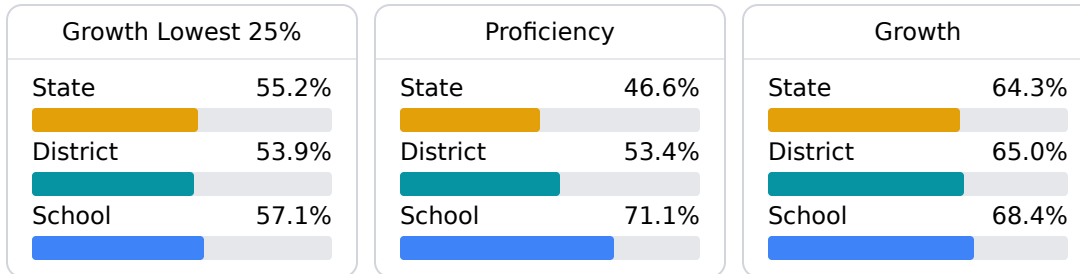 Growth Lowest 25%
State 55.2%
District 53.9%
School 57.1%
Proficiency
State 46.6%
District 53.4%
School 71.1%
Growth
State 64.3%
District 65.0%
School 68.4%